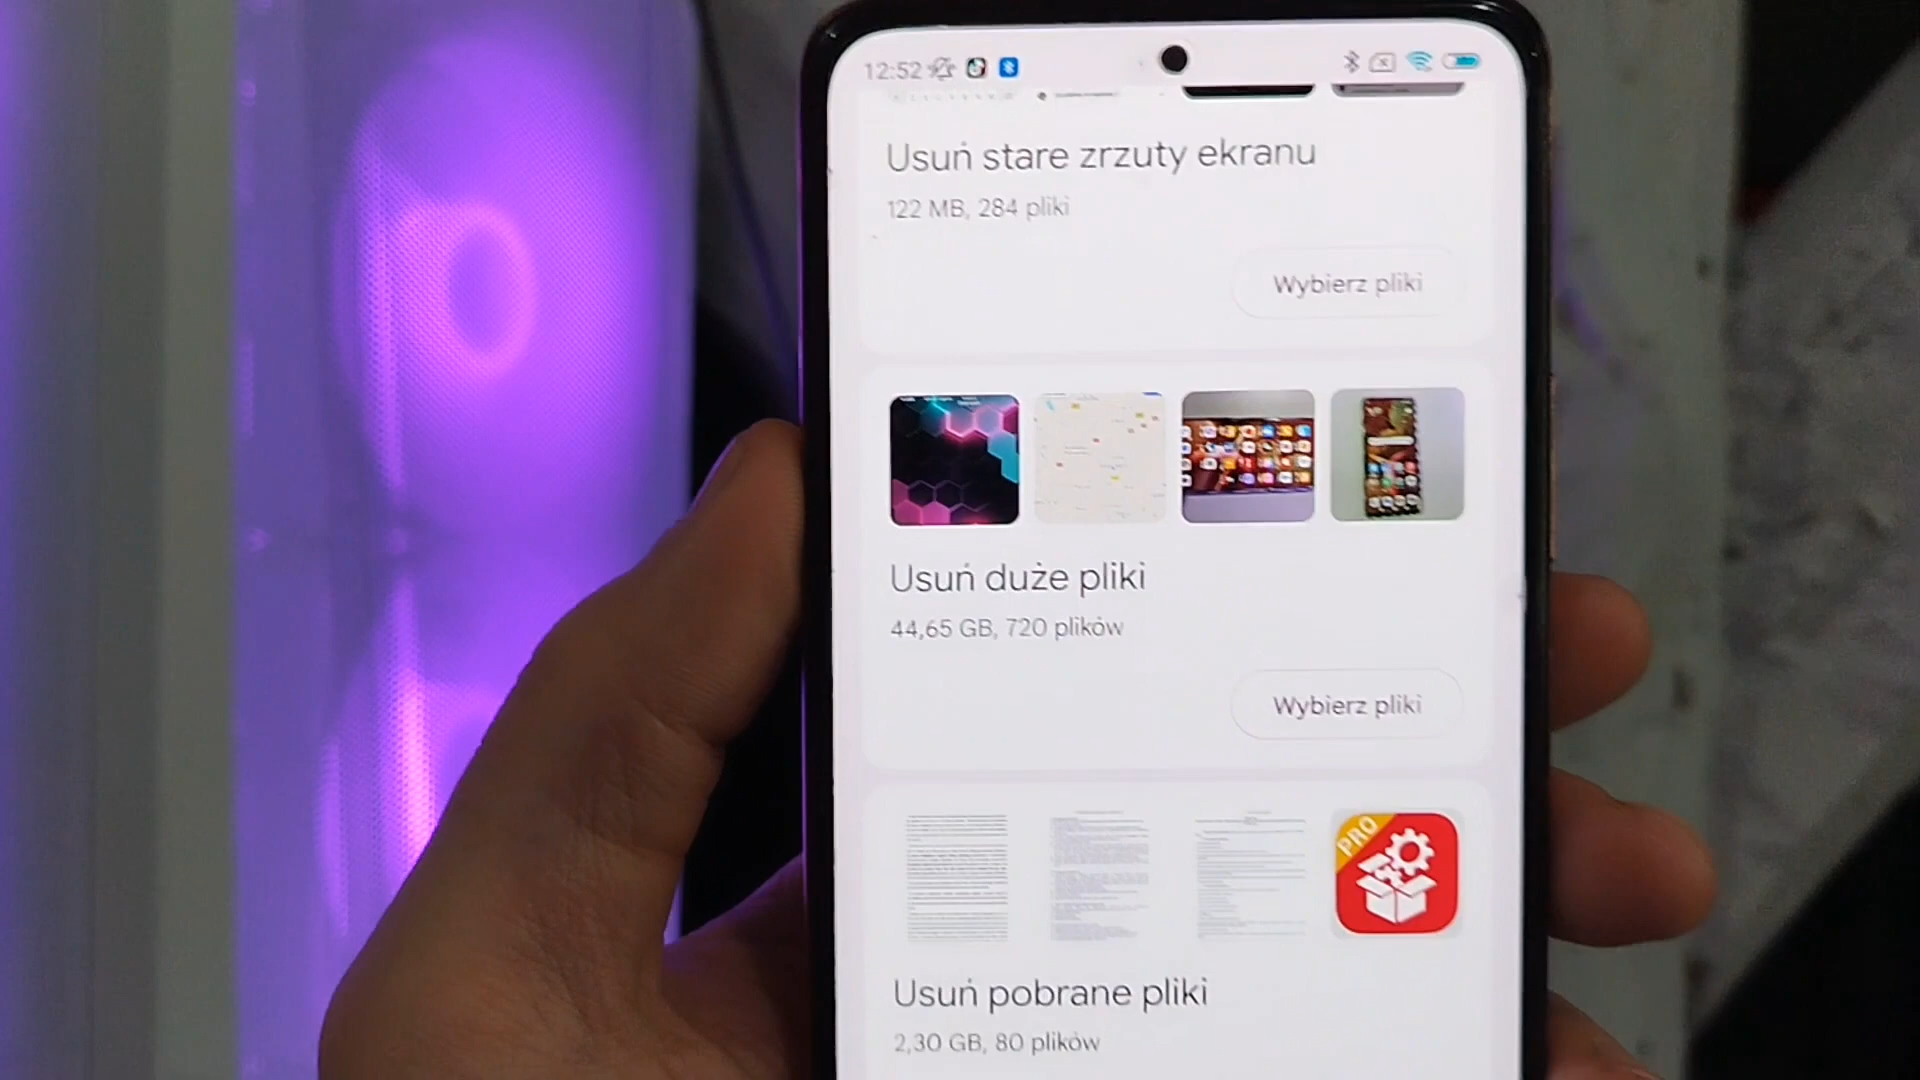 12:52
Usuń stare zrzuty ekranu
122 MB, 284 pliki
Wybierz pliki
Usuń duże pliki
44,65 GB, 720 plików
Wybierz pliki
PRO
Usuń pobrane pliki
2,30 GB, 80 plików